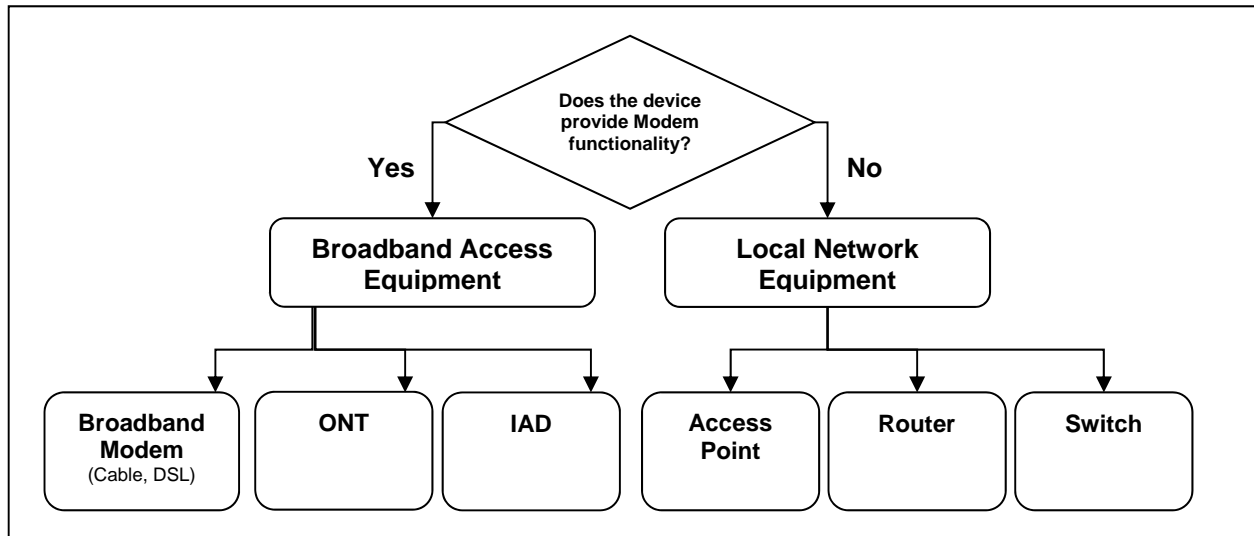 Does the device
provide Modem
functionality?
Yes
No
Broadband Access
Equipment
Local Network
Equipment
Broadband
Modem
(Cable, DSL)
ONT
IAD
Access
Point
Router
Switch